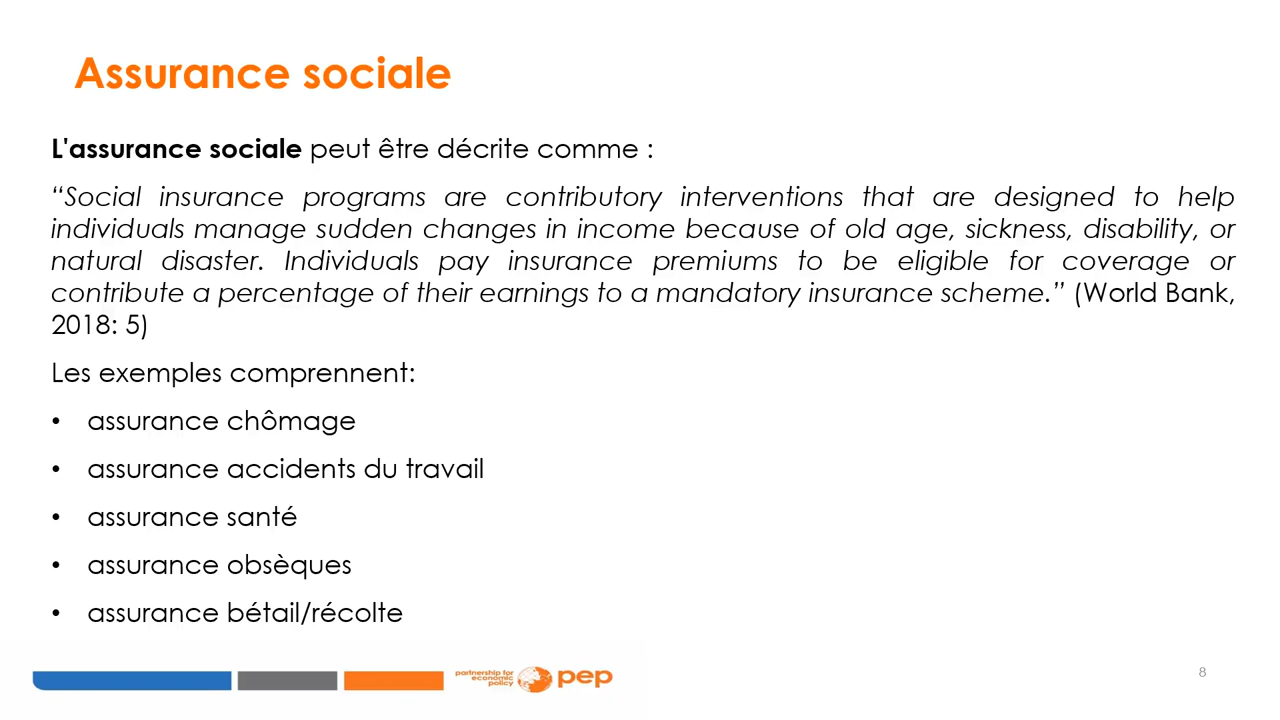 Assurance sociale
L'assurance sociale peut être décrite comme :
“Social insurance programs are contributory interventions that are designed to help
individuals manage sudden changes in income because of old age, sickness, disability, or
natural disaster. Individuals pay insurance premiums to be eligible for coverage or
contribute a percentage of their earnings to a mandatory insurance scheme.” (World Bank,
2018: 5)
Les exemples comprennent:
• assurance chômage
• assurance accidents du travail
• assurance santé
• assurance obsèques
• assurance bétail/récolte
partnership for
economic
policy
pep
8